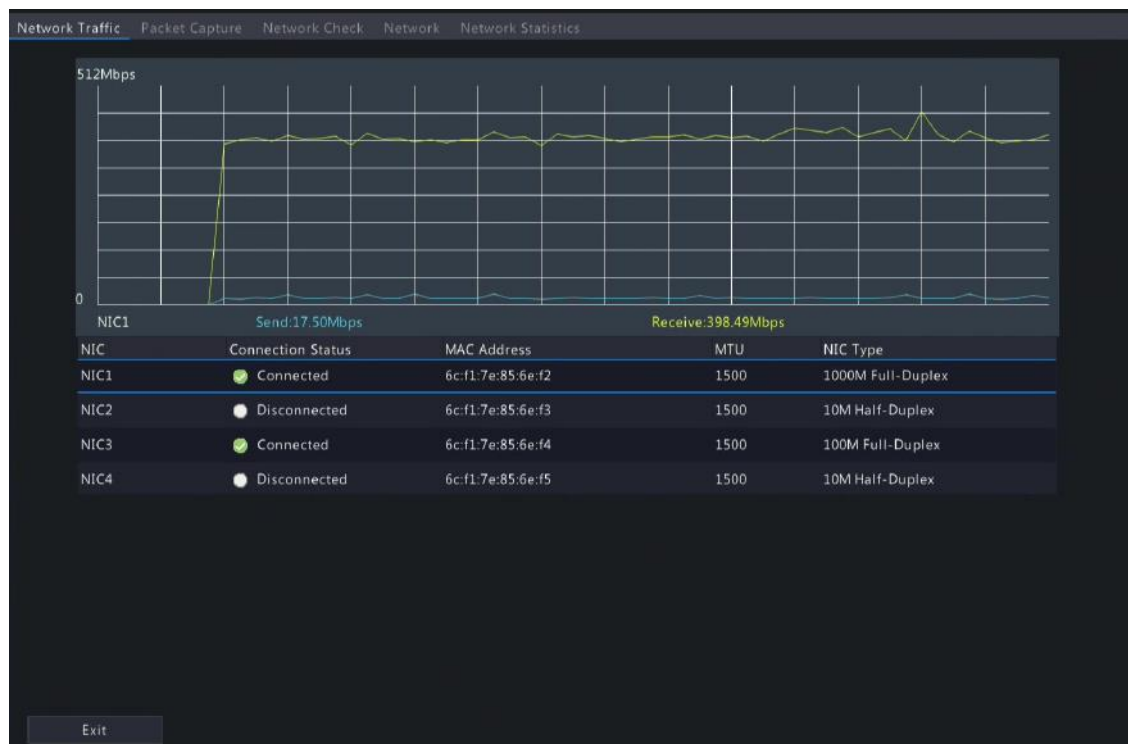 Network Traffic Packet Capture Network Check Network Network Statistics
512Mbps
0
NIC1 Send:17.50Mbps Receive:398.49Mbps
NIC Connection Status MAC Address MTU NIC Type
NIC1 Connected 6c:f1:7e:85:6e:f2 1500 1000M Full-Duplex
NIC2 Disconnected 6c:f1:7e:85:6e:f3 1500 10M Half-Duplex
NIC3 Connected 6c:f1:7e:85:6e:f4 1500 100M Full-Duplex
NIC4 Disconnected 6c:f1:7e:85:6e:f5 1500 10M Half-Duplex
Exit